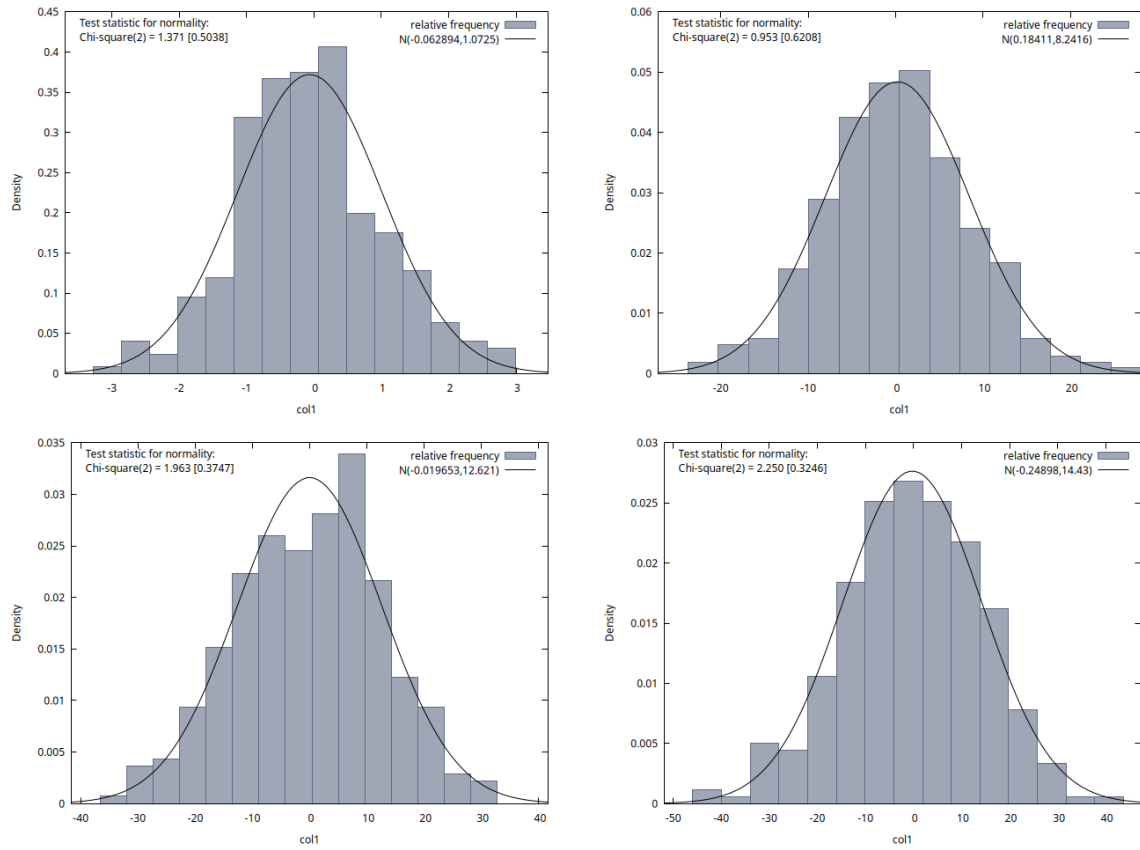 Test statistic for normality:
Chi-square(2) = 1.371 [0.5038]
relative frequency
N(-0.062894,1.0725)
0.45
0.4
0.35
0.3
0.25
0.2
0.15
0.1
0.05
0
Density
-3 -2 -1 0 1 2 3
col1
Test statistic for normality:
Chi-square(2) = 0.953 [0.6208]
relative frequency
N(0.18411,8.2416)
0.06
0.05
0.04
0.03
0.02
0.01
0
Density
-20 -10 0 10 20
col1
Test statistic for normality:
Chi-square(2) = 1.963 [0.3747]
relative frequency
N(-0.019653,12.621)
0.035
0.03
0.025
0.02
0.015
0.01
0.005
0
Density
-40 -30 -20 -10 0 10 20 30 40
col1
Test statistic for normality:
Chi-square(2) = 2.250 [0.3246]
relative frequency
N(-0.24898,14.43)
0.03
0.025
0.02
0.015
0.01
0.005
0
Density
-50 -40 -30 -20 -10 0 10 20 30 40
col1